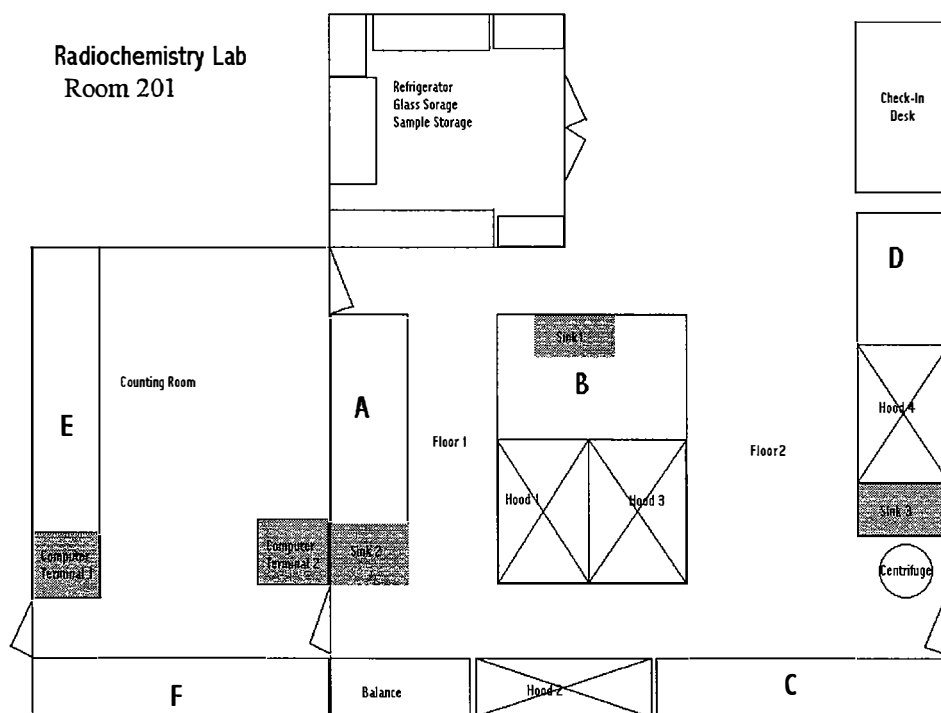 Radiochemistry Lab
Room 201
Refrigerator
Glass Sorage
Sample Storage
Check-In
Desk
D
Sink 1
Counting Room
A
B
E
Floor 1
Floor 2
Hood 4
Hood 1
Hood 3
Sink 3
Computer
Terminal 1
Computer
Terminal 2
Sink 2
Centrifuge
F
Balance
Hood 2
C